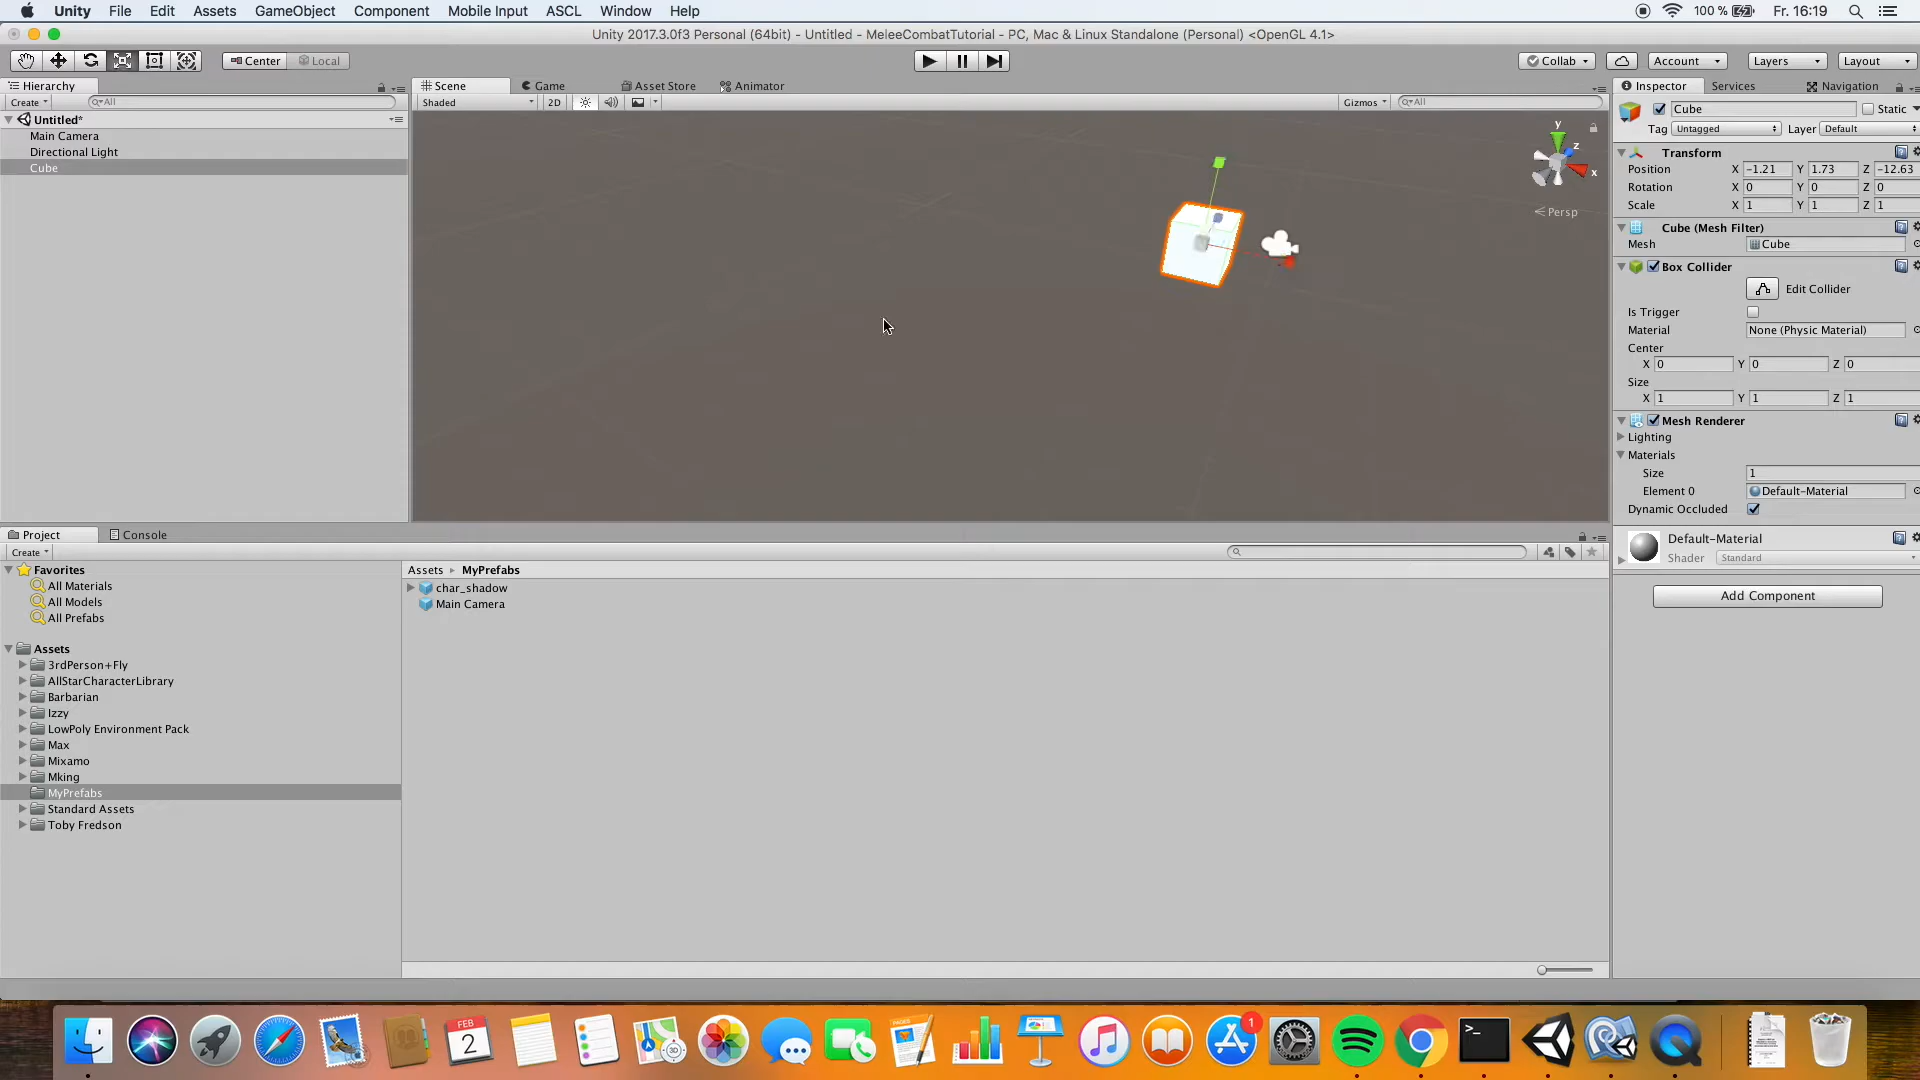 Unity File Edit Assets GameObject Component Mobile Input ASCL Window Help 100 % Fr. 16:19
Unity 2017.3.0f3 Personal (64bit) - Untitled - MeleeCombatTutorial - PC, Mac & Linux Standalone (Personal) <OpenGL 4.1>
Center Local Collab Account Layers Layout
Hierarchy Scene Game Asset Store Animator Inspector Services Navigation
Create All Shaded 2D Gizmos All
Cube Static
Untitled*
Tag Untagged Layer Default
Main Camera
Directional Light
Cube
y
z
x
Persp
Transform
Position X -1.21 Y 1.73 Z -12.63
Rotation X 0 Y 0 Z 0
Scale X 1 Y 1 Z 1
Cube (Mesh Filter)
Mesh Cube
Box Collider
Edit Collider
Is Trigger
Material None (Physic Material)
Center
X 0 Y 0 Z 0
Size
X 1 Y 1 Z 1
Mesh Renderer
Lighting
Materials
Size 1
Element 0 Default-Material
Dynamic Occluded
Default-Material
Shader Standard
Add Component
Project Console
Create
Favorites
All Materials
All Models
All Prefabs
Assets
3rdPerson+Fly
AllStarCharacterLibrary
Barbarian
Izzy
LowPoly Environment Pack
Max
Mixamo
Mking
MyPrefabs
Standard Assets
Toby Fredson
Assets MyPrefabs
char_shadow
Main Camera
FEB
2
3D
1
>_